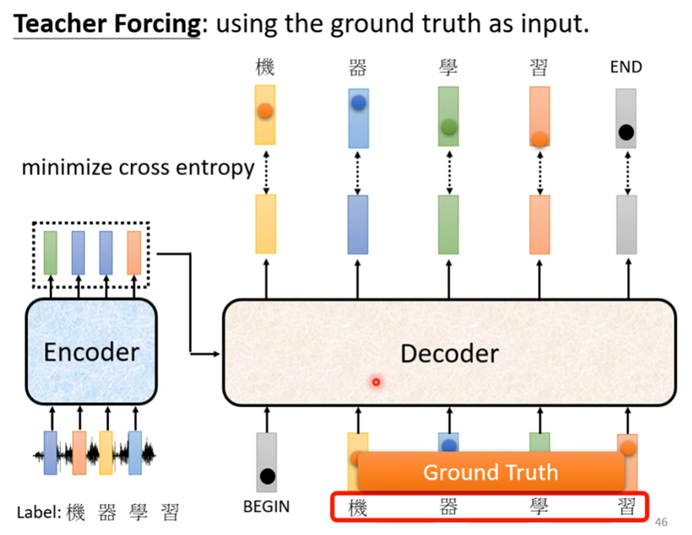 Teacher Forcing: using the ground truth as input.
機 器 學 習 END
minimize cross entropy
Encoder
Decoder
Ground Truth
Label: 機 器 學 習
BEGIN 機 器 學 習
46